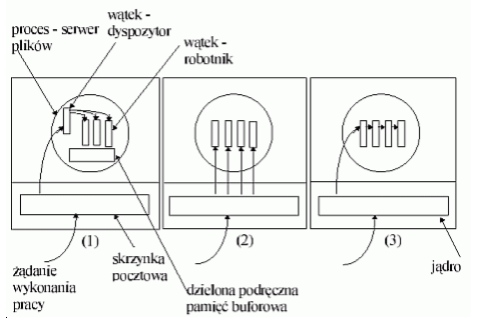 proces - serwer
plików
wątek -
dyspozytor
wątek -
robotnik
(1)
(2)
(3)
żądanie
wykonania
pracy
skrzynka
pocztowa
dzielona podręczna
pamięć buforowa
jądro